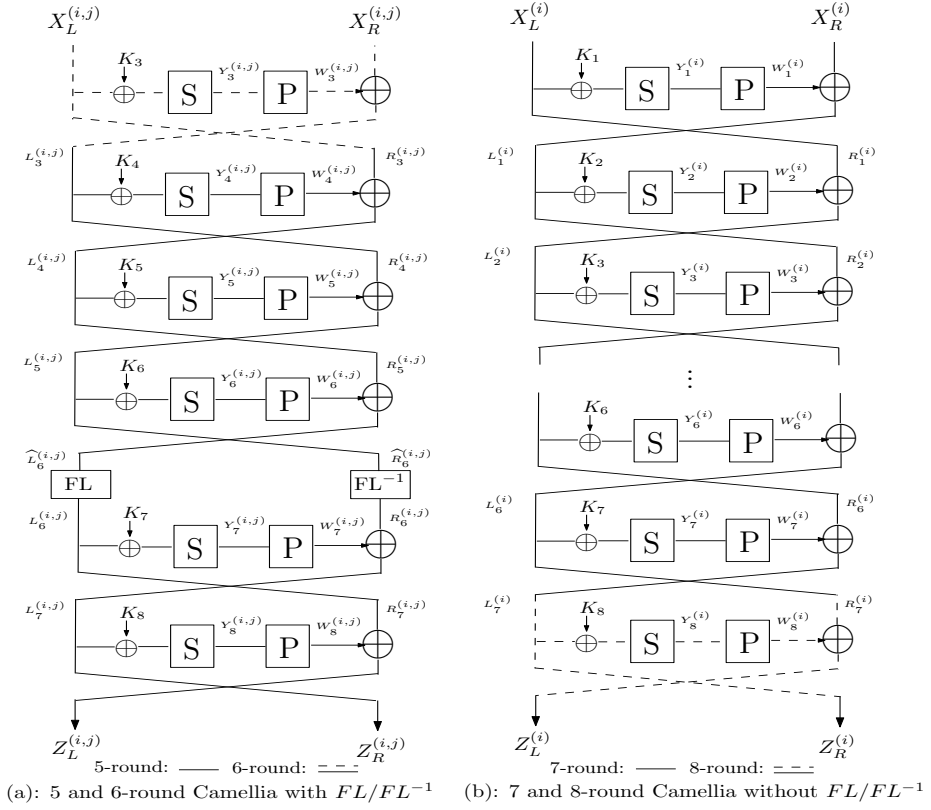 X_L^{(i,j)} X_R^{(i,j)}
K_3 Y_3^{(i,j)} W_3^{(i,j)}
S P
L_3^{(i,j)} R_3^{(i,j)}
K_4 Y_4^{(i,j)} W_4^{(i,j)}
S P
L_4^{(i,j)} R_4^{(i,j)}
K_5 Y_5^{(i,j)} W_5^{(i,j)}
S P
L_5^{(i,j)} R_5^{(i,j)}
K_6 Y_6^{(i,j)} W_6^{(i,j)}
S P
\widehat{L}_6^{(i,j)} \widehat{R}_6^{(i,j)}
FL FL^{-1}
L_6^{(i,j)} R_6^{(i,j)}
K_7 Y_7^{(i,j)} W_7^{(i,j)}
S P
L_7^{(i,j)} R_7^{(i,j)}
K_8 Y_8^{(i,j)} W_8^{(i,j)}
S P
Z_L^{(i,j)} Z_R^{(i,j)}
5-round: 6-round:
(a): 5 and 6-round Camellia with FL/FL^{-1}
X_L^{(i)} X_R^{(i)}
K_1 Y_1^{(i)} W_1^{(i)}
S P
L_1^{(i)} R_1^{(i)}
K_2 Y_2^{(i)} W_2^{(i)}
S P
L_2^{(i)} R_2^{(i)}
K_3 Y_3^{(i)} W_3^{(i)}
S P
⋮
K_6 Y_6^{(i)} W_6^{(i)}
S P
L_6^{(i)} R_6^{(i)}
K_7 Y_7^{(i)} W_7^{(i)}
S P
L_7^{(i)} R_7^{(i)}
K_8 Y_8^{(i)} W_8^{(i)}
S P
Z_L^{(i)} Z_R^{(i)}
7-round: 8-round:
(b): 7 and 8-round Camellia without FL/FL^{-1}